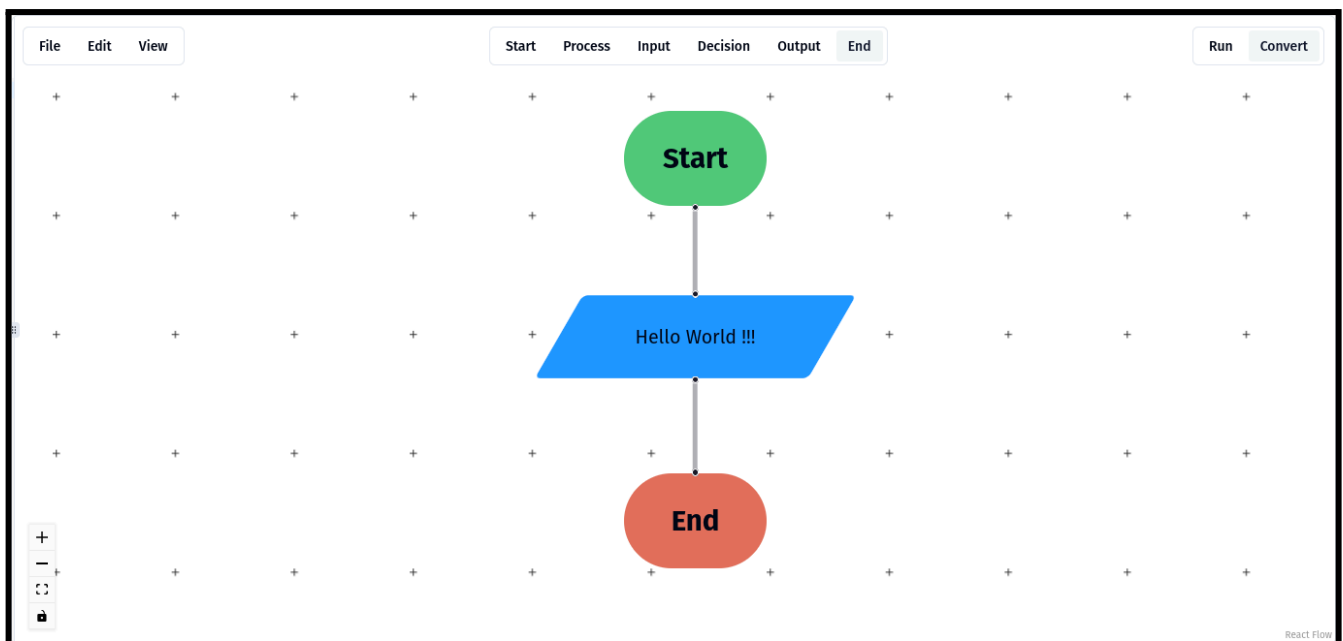 File Edit View Start Process Input Decision Output End Run Convert
Start
Hello World !!!
End
React Flow